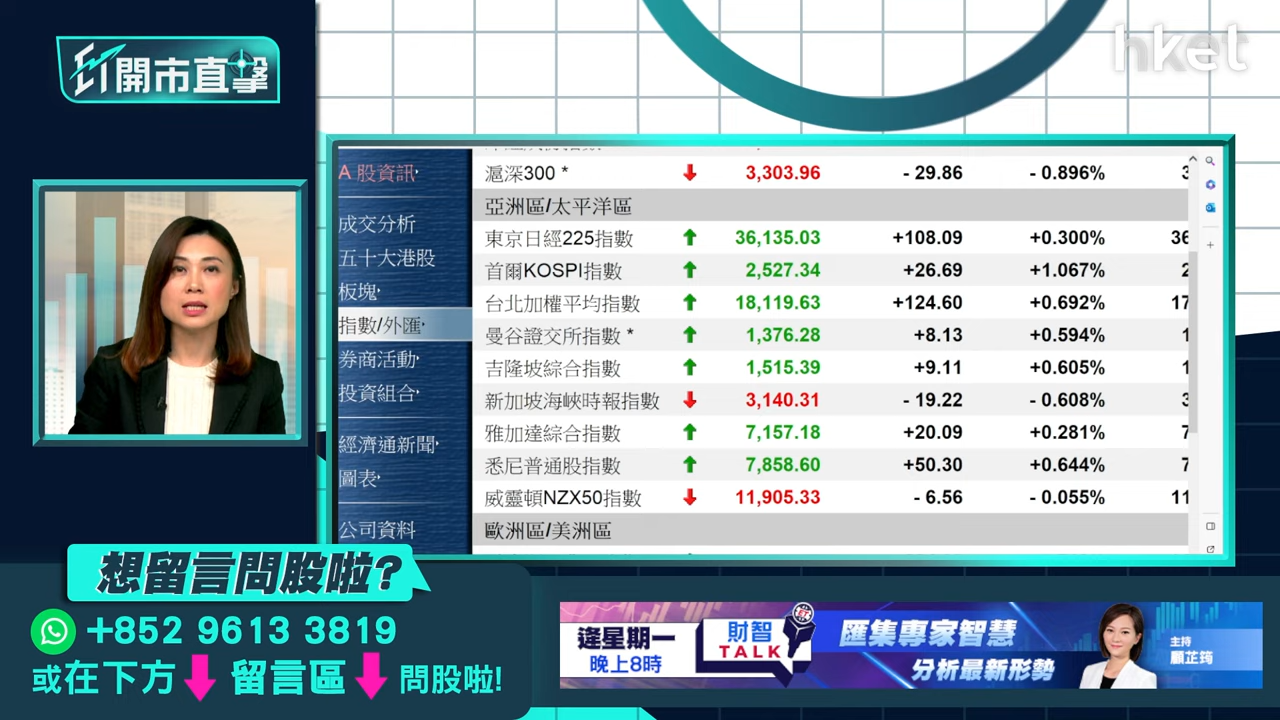 ET開市直擊
hket
A股資訊
成交分析
五十大港股
板塊
指數/外匯
券商活動
投資組合
經濟通新聞
圖表
公司資料
滬深300 * 3,303.96 - 29.86 - 0.896% 3
亞洲區/太平洋區
東京日經225指數 36,135.03 +108.09 +0.300% 36
首爾KOSPI指數 2,527.34 +26.69 +1.067% 2
台北加權平均指數 18,119.63 +124.60 +0.692% 17
曼谷證交所指數 * 1,376.28 +8.13 +0.594% 1
吉隆坡綜合指數 1,515.39 +9.11 +0.605% 1
新加坡海峽時報指數 3,140.31 - 19.22 - 0.608% 3
雅加達綜合指數 7,157.18 +20.09 +0.281% 7
悉尼普通股指數 7,858.60 +50.30 +0.644% 7
威靈頓NZX50指數 11,905.33 - 6.56 - 0.055% 11
歐洲區/美洲區
想留言問股啦?
+852 9613 3819
或在下方 留言區 問股啦!
逢星期一
晚上8時
財智
TALK
匯集專家智慧
分析最新形勢
主持
顧芷筠